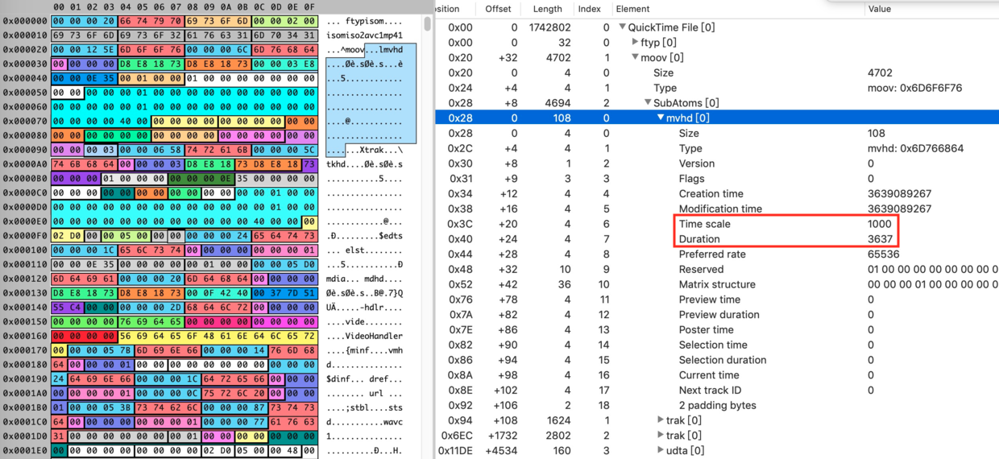 00 01 02 03 04 05 06 07 08 09 0A 0B 0C 0D 0E 0F
0x000000 00 00 00 20 66 74 79 70 69 73 6F 6D 00 00 02 00 ... ftypisom....
0x000010 69 73 6F 6D 69 73 6F 32 61 76 63 31 6D 70 34 31 isomiso2avc1mp41
0x000020 00 00 12 5E 6D 6F 6F 76 00 00 00 6C 6D 76 68 64 ...^moov...lmvhd
0x000030 00 00 00 00 D8 E8 18 73 D8 E8 18 73 00 00 03 E8 ....Øè.sØè.s...è
0x000040 00 00 0E 35 00 01 00 00 01 00 00 00 00 00 00 00 ...5............
0x000050 00 00 00 00 00 01 00 00 00 00 00 00 00 00 00 00 ................
0x000060 00 00 00 00 00 01 00 00 00 00 00 00 00 00 00 00 ................
0x000070 00 00 00 00 40 00 00 00 00 00 00 00 00 00 00 00 ....@...........
0x000080 00 00 00 00 00 00 00 00 00 00 00 00 00 00 00 00 ................
0x000090 00 00 00 03 00 00 06 58 74 72 61 6B 00 00 00 5C .......Xtrak...\
0x0000A0 74 6B 68 64 00 00 00 03 D8 E8 18 73 D8 E8 18 73 tkhd....Øè.sØè.s
0x0000B0 00 00 00 01 00 00 00 00 00 00 0E 35 00 00 00 00 ...........5....
0x0000C0 00 00 00 00 00 00 00 00 00 00 00 00 00 01 00 00 ................
0x0000D0 00 00 00 00 00 00 00 00 00 00 00 00 00 01 00 00 ................
0x0000E0 00 00 00 00 00 00 00 00 00 00 00 00 40 00 00 00 ............@...
0x0000F0 02 D0 00 00 05 00 00 00 00 00 00 24 65 64 74 73 .Ð.........$edts
0x000100 00 00 00 1C 65 6C 73 74 00 00 00 00 00 00 00 01 ....elst........
0x000110 00 00 0E 35 00 00 00 00 00 01 00 00 00 00 05 D0 ...5...........Ð
0x000120 6D 64 69 61 00 00 00 20 6D 64 68 64 00 00 00 00 mdia... mdhd....
0x000130 D8 E8 18 73 D8 E8 18 73 00 0F 42 40 00 37 7D 51 Øè.sØè.s..B@.7}Q
0x000140 55 C4 00 00 00 00 00 2D 68 64 6C 72 00 00 00 00 UÄ.....-hdlr....
0x000150 00 00 00 00 76 69 64 65 00 00 00 00 00 00 00 00 ....vide........
0x000160 00 00 00 00 56 69 64 65 6F 48 61 6E 64 6C 65 72 ....VideoHandler
0x000170 00 00 00 05 7B 6D 69 6E 66 00 00 00 14 76 6D 68 ....{minf....vmh
0x000180 64 00 00 00 01 00 00 00 00 00 00 00 00 00 00 00 d...............
0x000190 24 64 69 6E 66 00 00 00 1C 64 72 65 66 00 00 00 $dinf....dref...
0x0001A0 00 00 00 00 01 00 00 00 0C 75 72 6C 20 00 00 00 .........url ...
0x0001B0 01 00 00 05 3B 73 74 62 6C 00 00 00 87 73 74 73 ....;stbl....sts
0x0001C0 64 00 00 00 00 00 00 00 01 00 00 00 77 61 76 63 d...........wavc
0x0001D0 31 00 00 00 00 00 00 00 01 00 00 00 00 00 00 00 1...............
0x0001E0 00 00 00 00 00 00 00 00 00 02 D0 05 00 00 48 00 ..........Ð...H.
osition Offset Length Index Element Value
0x00 0 1742802 0 QuickTime File [0]
0x00 0 32 0 ftyp [0]
0x20 +32 4702 1 moov [0]
0x20 0 4 0 Size 4702
0x24 +4 4 1 Type moov: 0x6D6F6F76
0x28 +8 4694 2 SubAtoms [0]
0x28 0 108 0 mvhd [0]
0x28 0 4 0 Size 108
0x2C +4 4 1 Type mvhd: 0x6D766864
0x30 +8 1 2 Version 0
0x31 +9 3 3 Flags 0
0x34 +12 4 4 Creation time 3639089267
0x38 +16 4 5 Modification time 3639089267
0x3C +20 4 6 Time scale 1000
0x40 +24 4 7 Duration 3637
0x44 +28 4 8 Preferred rate 65536
0x48 +32 10 9 Reserved 01 00 00 00 00 00 00 00 0
0x52 +42 36 10 Matrix structure 00 00 00 01 00 00 00 00 0
0x76 +78 4 11 Preview time 0
0x7A +82 4 12 Preview duration 0
0x7E +86 4 13 Poster time 0
0x82 +90 4 14 Selection time 0
0x86 +94 4 15 Selection duration 0
0x8A +98 4 16 Current time 0
0x8E +102 4 17 Next track ID 0
0x92 +106 2 18 2 padding bytes
0x94 +108 1624 1 trak [0]
0x6EC +1732 2802 2 trak [0]
0x11DE +4534 160 3 udta [0]